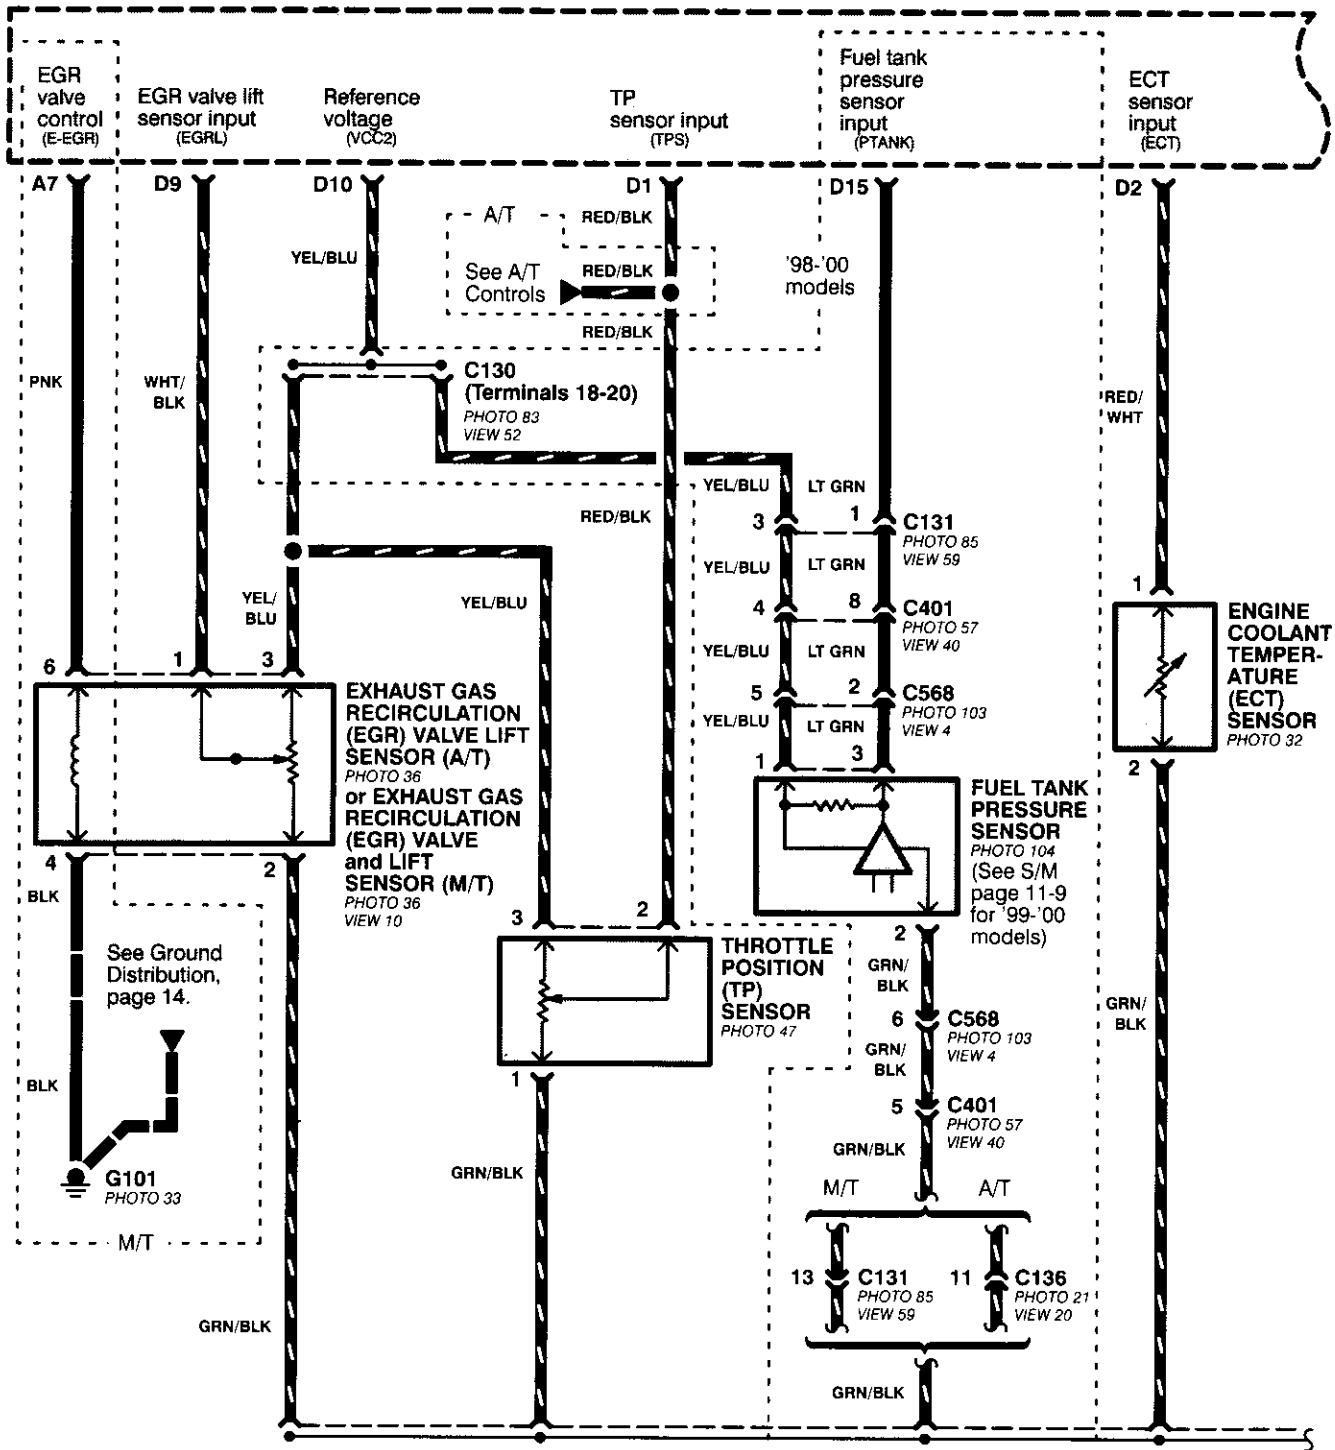 EGR
valve
control
(E-EGR)
EGR valve lift
sensor input
(EGRL)
Reference
voltage
(VCC2)
TP
sensor input
(TPS)
Fuel tank
pressure
sensor
input
(PTANK)
ECT
sensor
input
(ECT)
A7
D9
D10
D1
D15
D2
A/T
RED/BLK
YEL/BLU
See A/T
Controls
RED/BLK
'98-'00
models
RED/BLK
PNK
WHT/
BLK
C130
(Terminals 18-20)
PHOTO 83
VIEW 52
RED/
WHT
YEL/BLU
LT GRN
RED/BLK
3
1
C131
PHOTO 85
VIEW 59
YEL/BLU
LT GRN
1
YEL/
BLU
YEL/BLU
4
8
C401
PHOTO 57
VIEW 40
ENGINE
COOLANT
TEMPER-
ATURE
(ECT)
SENSOR
PHOTO 32
YEL/BLU
LT GRN
6
1
3
5
2
C568
PHOTO 103
VIEW 4
YEL/BLU
LT GRN
EXHAUST GAS
RECIRCULATION
(EGR) VALVE LIFT
SENSOR (A/T)
PHOTO 36
or EXHAUST GAS
RECIRCULATION
(EGR) VALVE
and LIFT
SENSOR (M/T)
PHOTO 36
VIEW 10
1
3
2
FUEL TANK
PRESSURE
SENSOR
PHOTO 104
(See S/M
page 11-9
for '99-'00
models)
4
2
BLK
3
2
2
See Ground
Distribution,
page 14.
THROTTLE
POSITION
(TP)
SENSOR
PHOTO 47
GRN/
BLK
GRN/
BLK
6
C568
PHOTO 103
VIEW 4
GRN/
BLK
BLK
1
5
C401
PHOTO 57
VIEW 40
GRN/BLK
GRN/BLK
G101
PHOTO 33
M/T
A/T
M/T
13
C131
PHOTO 85
VIEW 59
11
C136
PHOTO 21
VIEW 20
GRN/BLK
GRN/BLK